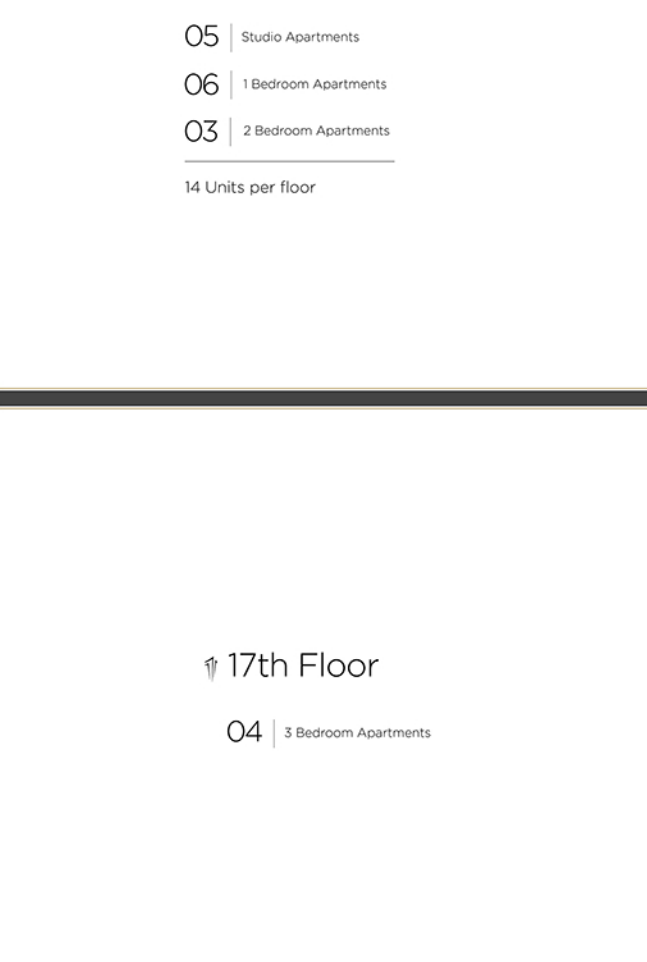 05 Studio Apartments
06 1 Bedroom Apartments
03 2 Bedroom Apartments
14 Units per floor
17th Floor
04 3 Bedroom Apartments